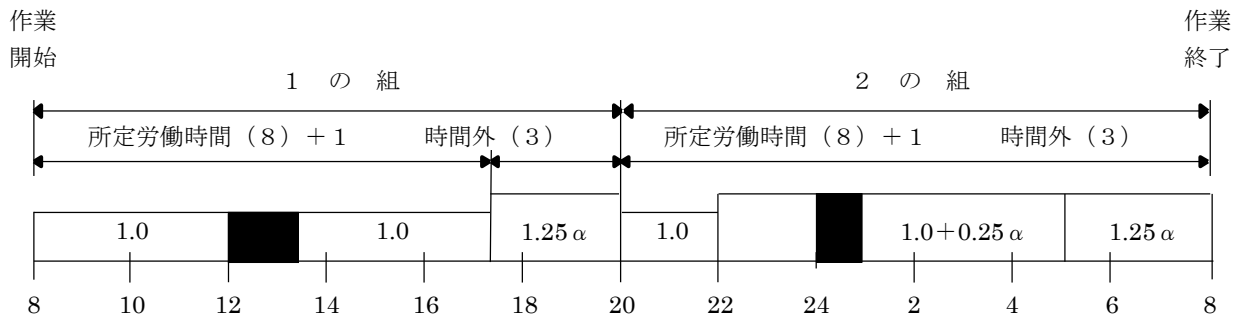 作業
開始
作業
終了
１ の 組
２ の 組
所定労働時間（８）＋１
時間外（３）
所定労働時間（８）＋１
時間外（３）
1.0
1.0
1.25 α
1.0
1.0＋0.25 α
1.25 α
8 10 12 14 16 18 20 22 24 2 4 6 8